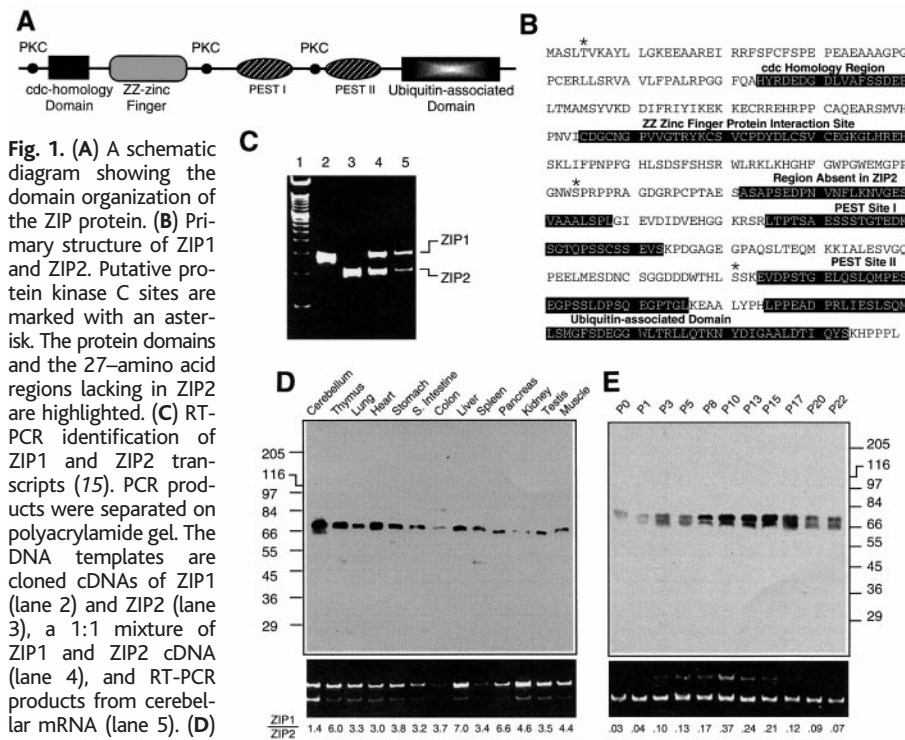 A
PKC PKC PKC
cdc-homology Domain
ZZ-zinc Finger
PEST I
PEST II
Ubiquitin-associated Domain
B
*
MASLTVKAYL LGKEEAAREI RRFSFCFSPE PEAEAAAGPG
cdc Homology Region
PCERLLSRVA VLFPALRPGG FQAHYRDEDG DLVAFSSDEE
LTMAMSYVKD DIFRIYIKEK KECRREHRPP CAQEARSMVH
ZZ Zinc Finger Protein Interaction Site
PNVICDGCNG PVVGTRYKCS VCPDYDLCSV CEGKGLHREH
SKLIFPNPFG HLSDSFSHSR WLRKLKHGHF GWPGWEMGPP
* Region Absent in ZIP2
GNWSPRPPRA GDGRPCPTAE SASAPSEDPN VNFLKNVGES
PEST Site I
VAAALSPLGI EVDIDVEHGG KRSRLTPTSA ESSSTGTEDK
SGTQPSSCSS EVSKPDGAGE GPAQSLTEQM KKIALESVGQ
* PEST Site II
PEELMESDNC SGGDDDWTHL SSKEVDPSTG ELQSLQMPES
EGPSSLDPSQ EGPTGLKEAA LYPHLPPEAD PRLIESLSQM
Ubiquitin-associated Domain
LSMGFSDEGG WLTRLLQTKN YDIGAALDTI QYSKHPPPL
Fig. 1. (A) A schematic
diagram showing the
domain organization of
the ZIP protein. (B) Pri-
mary structure of ZIP1
and ZIP2. Putative pro-
tein kinase C sites are
marked with an aster-
isk. The protein domains
and the 27–amino acid
regions lacking in ZIP2
are highlighted. (C) RT-
PCR identification of
ZIP1 and ZIP2 tran-
scripts (15). PCR prod-
ucts were separated on
polyacrylamide gel. The
DNA templates are
cloned cDNAs of ZIP1
(lane 2) and ZIP2 (lane
3), a 1:1 mixture of
ZIP1 and ZIP2 cDNA
(lane 4), and RT-PCR
products from cerebel-
lar mRNA (lane 5). (D)
C
1 2 3 4 5
ZIP1
ZIP2
D
Cerebellum Thymus Lung Heart Stomach S. Intestine Colon Liver Spleen Pancreas Kidney Testis Muscle
205
116
97
84
66
55
45
36
29
ZIP1
ZIP2
1.4 6.0 3.3 3.0 3.8 3.2 3.7 7.0 3.4 6.6 4.6 3.5 4.4
E
P0 P1 P3 P5 P8 P10 P13 P15 P17 P20 P22
205
116
97
84
66
55
45
36
29
.03 .04 .10 .13 .17 .37 .24 .21 .12 .09 .07